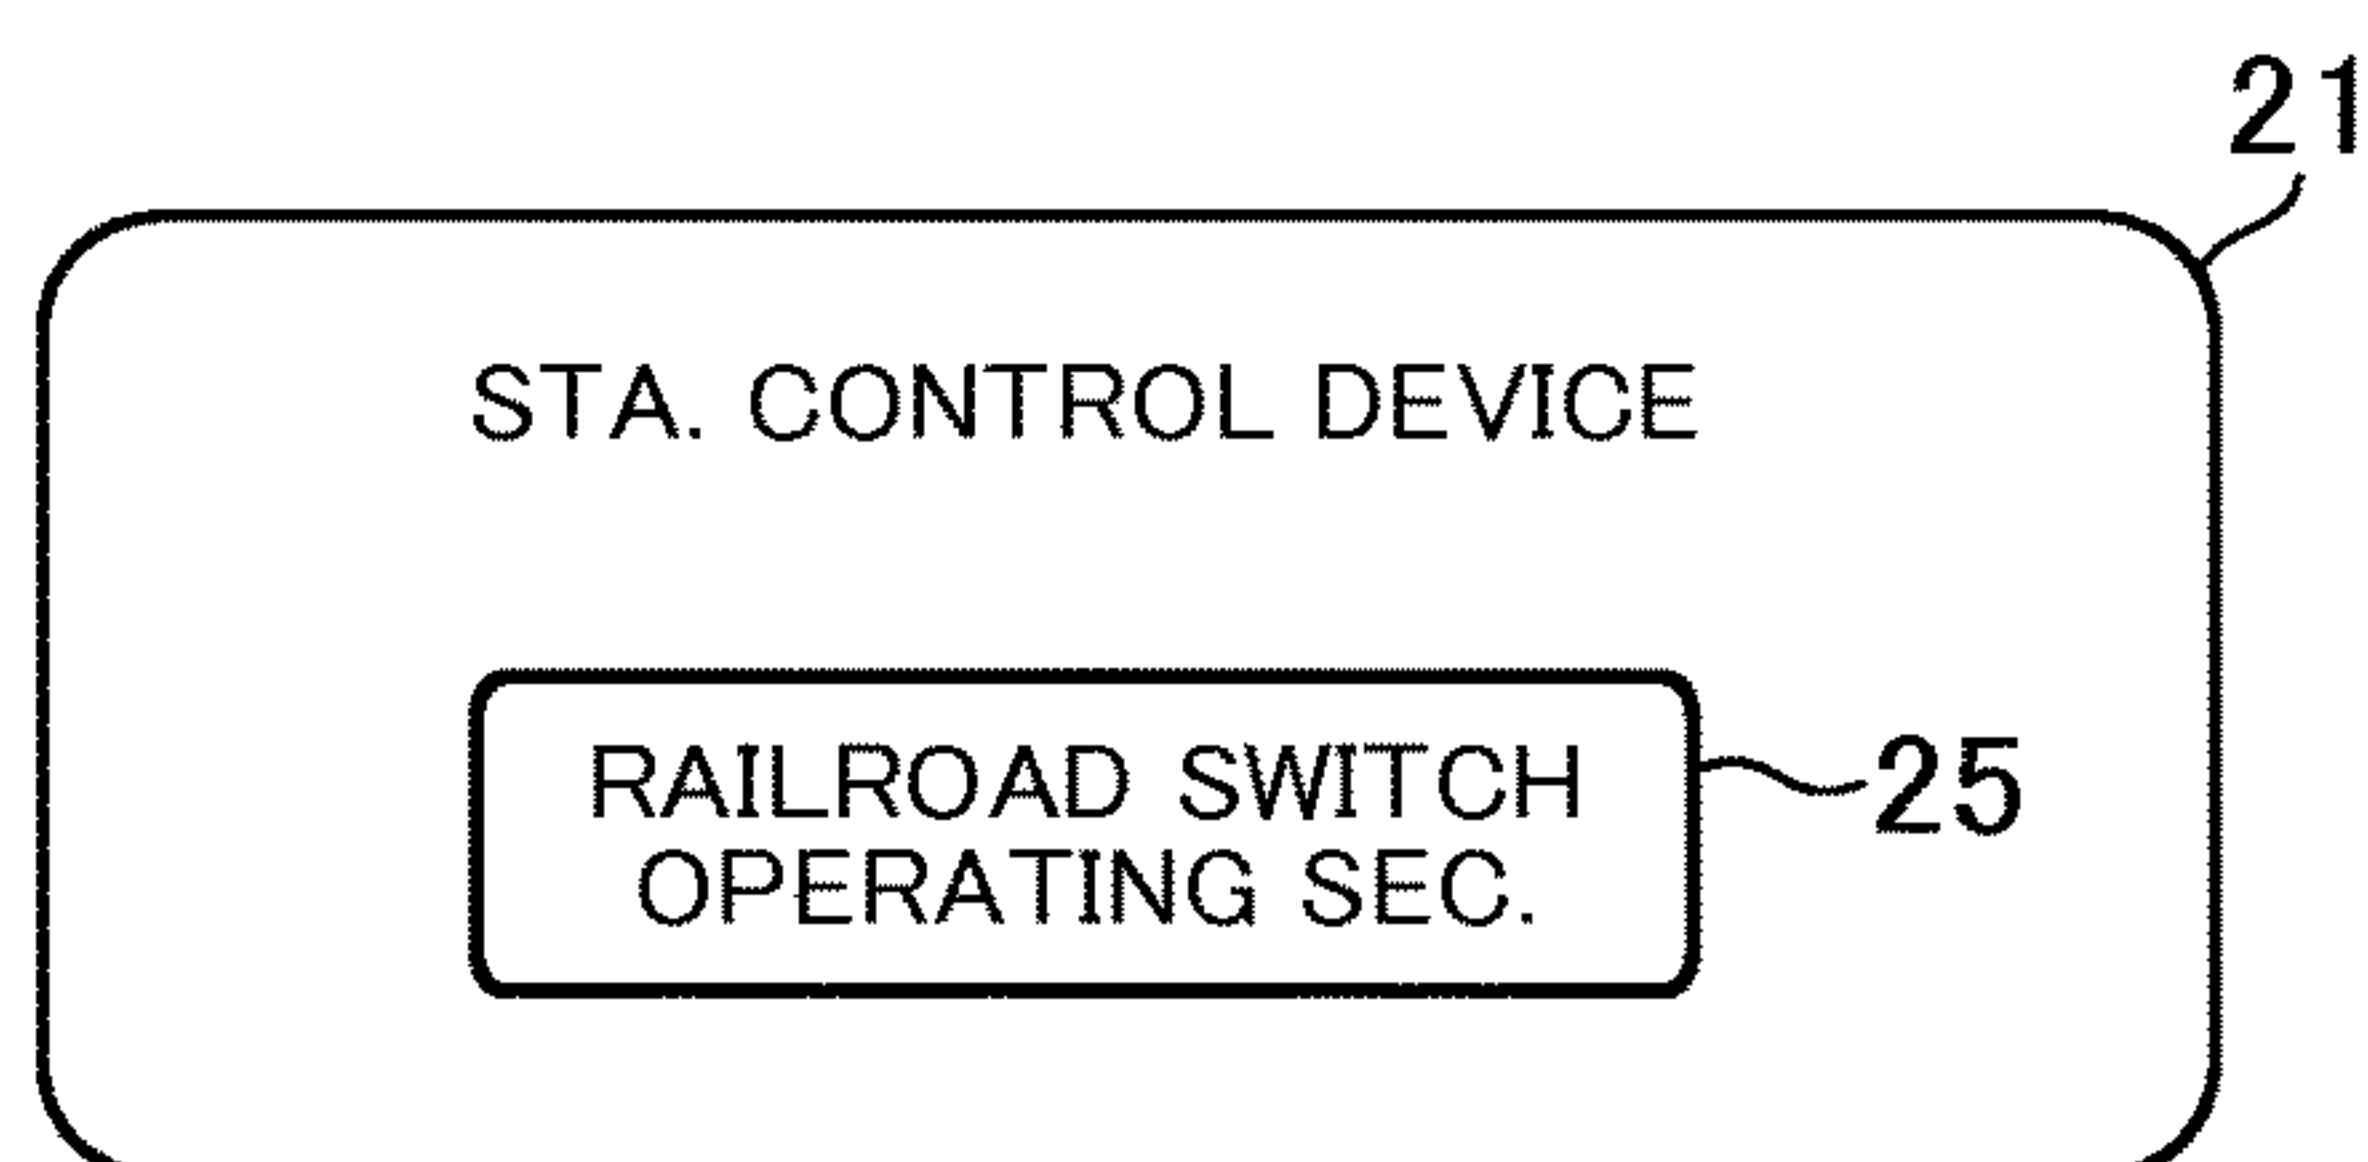 21
STA. CONTROL DEVICE
RAILROAD SWITCH
OPERATING SEC.
25